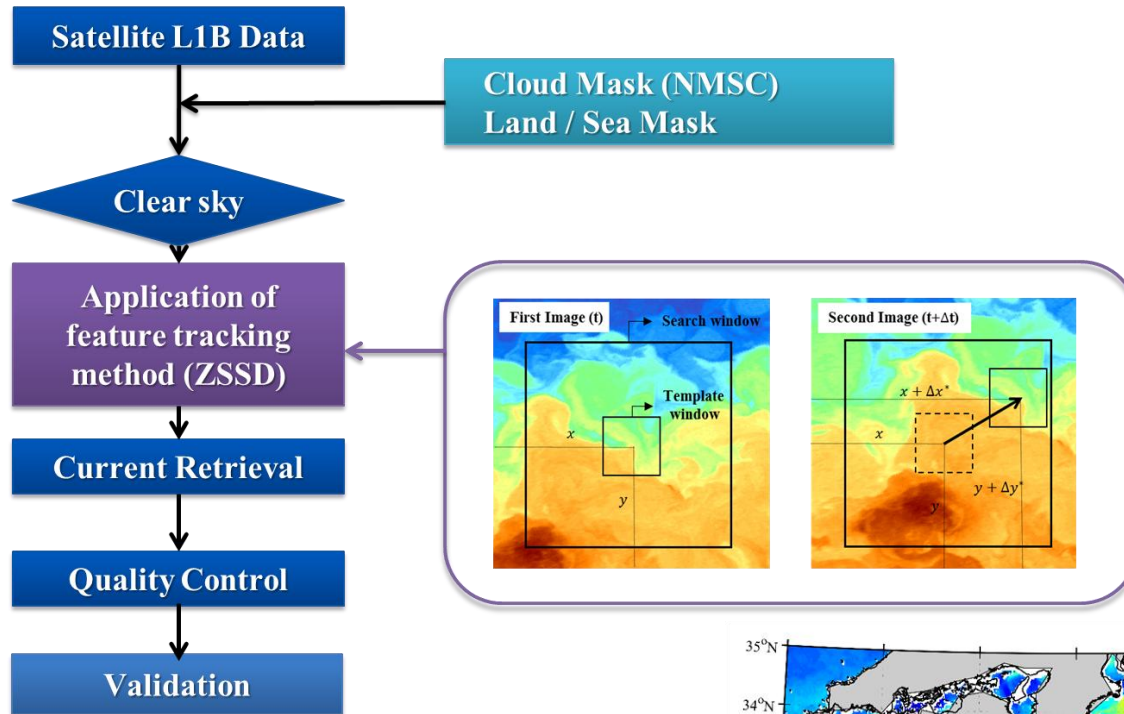 Satellite L1B Data
Cloud Mask (NMSC)
Land / Sea Mask
Clear sky
Application of
feature tracking
method (ZSSD)
First Image (t)
Search window
Template
window
x
y
Second Image (t+Δt)
x + Δx*
x
y + Δy*
y
Current Retrieval
Quality Control
Validation
35°N
34°N